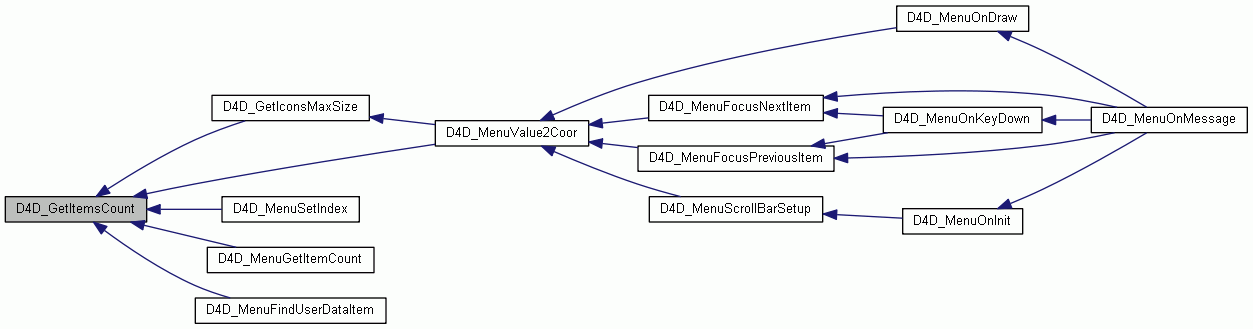 D4D_MenuOnDraw
D4D_GetIconsMaxSize
D4D_MenuFocusNextItem
D4D_MenuValue2Coor
D4D_MenuOnKeyDown
D4D_MenuOnMessage
D4D_MenuFocusPreviousItem
D4D_GetItemsCount
D4D_MenuSetIndex
D4D_MenuScrollBarSetup
D4D_MenuOnInit
D4D_MenuGetItemCount
D4D_MenuFindUserDataItem